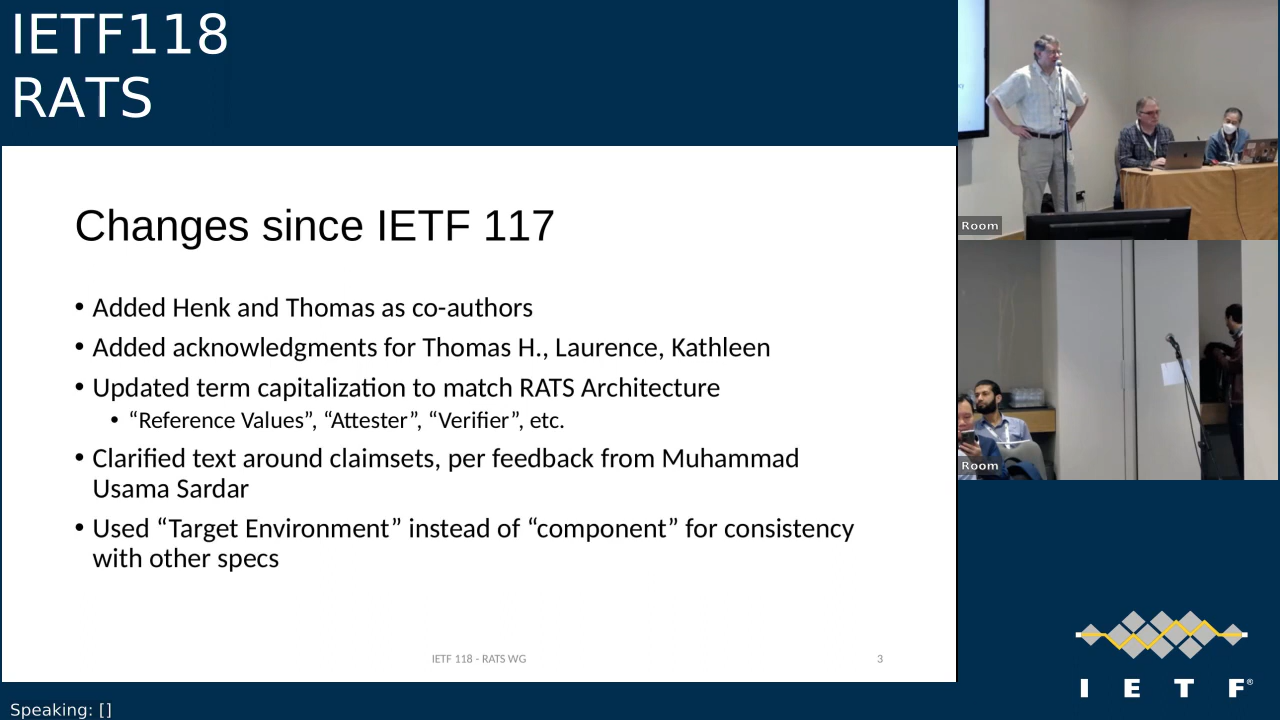 IETF118
RATS
Changes since IETF 117
• Added Henk and Thomas as co-authors
• Added acknowledgments for Thomas H., Laurence, Kathleen
• Updated term capitalization to match RATS Architecture
• “Reference Values”, “Attester”, “Verifier”, etc.
• Clarified text around claimsets, per feedback from Muhammad
Usama Sardar
• Used “Target Environment” instead of “component” for consistency
with other specs
IETF 118 - RATS WG
3
Room
Room
I E T F®
Speaking: []